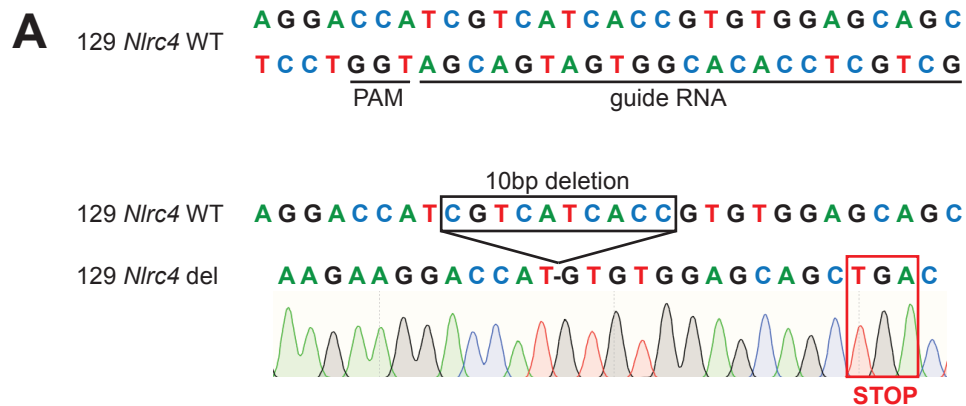 A
129 Nlrc4 WT
AGGACCATCGTCATCACCGTGTGGAGCAGC
TCCTGGTAGCAGTAGTGGCACACCTCGTCG
PAM
guide RNA
10bp deletion
129 Nlrc4 WT
AGGACCATCGTCATCACCGTGTGGAGCAGC
129 Nlrc4 del
AAGAAGGACCAT-GTGTGGAGCAGCTGAC
STOP